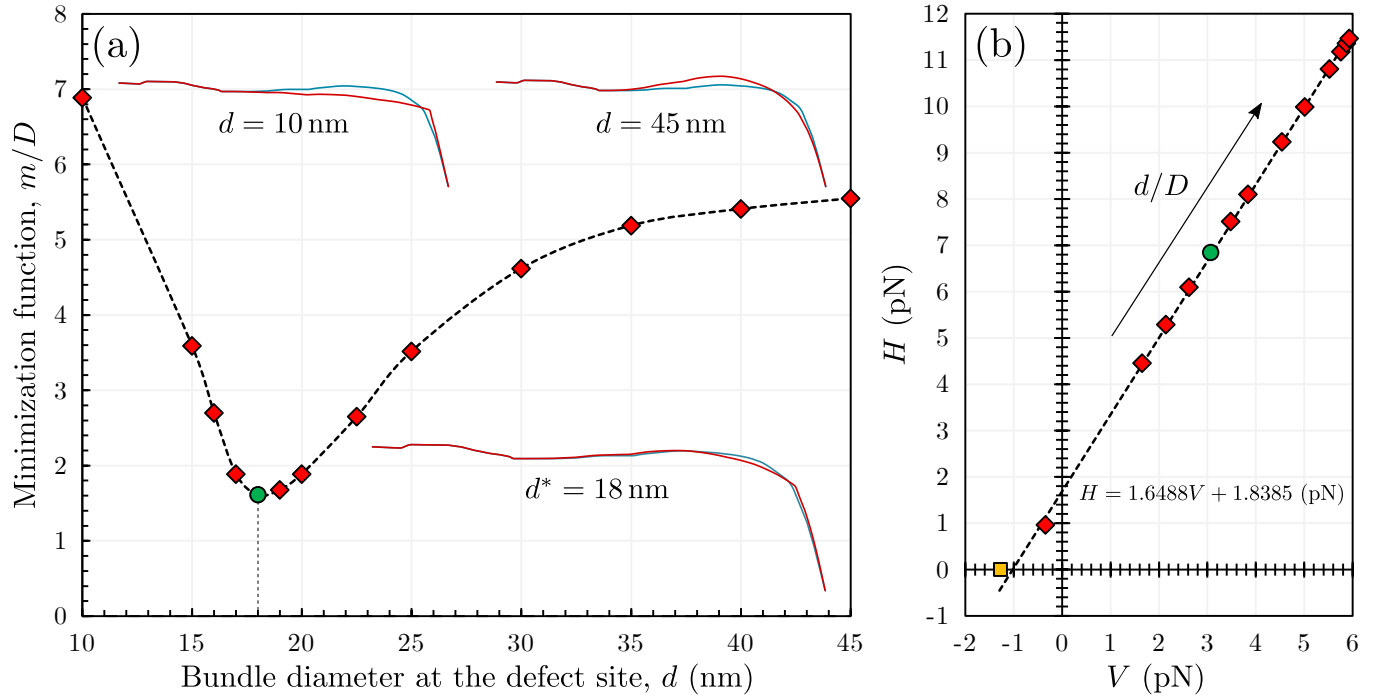 (a)
Minimization function, m/D
8
7
6
5
4
3
2
1
0
d = 10 nm
d = 45 nm
d* = 18 nm
10 15 20 25 30 35 40 45
Bundle diameter at the defect site, d (nm)
(b)
H (pN)
12
11
10
9
8
7
6
5
4
3
2
1
0
-1
d/D
H = 1.6488V + 1.8385 (pN)
-2 -1 0 1 2 3 4 5 6
V (pN)